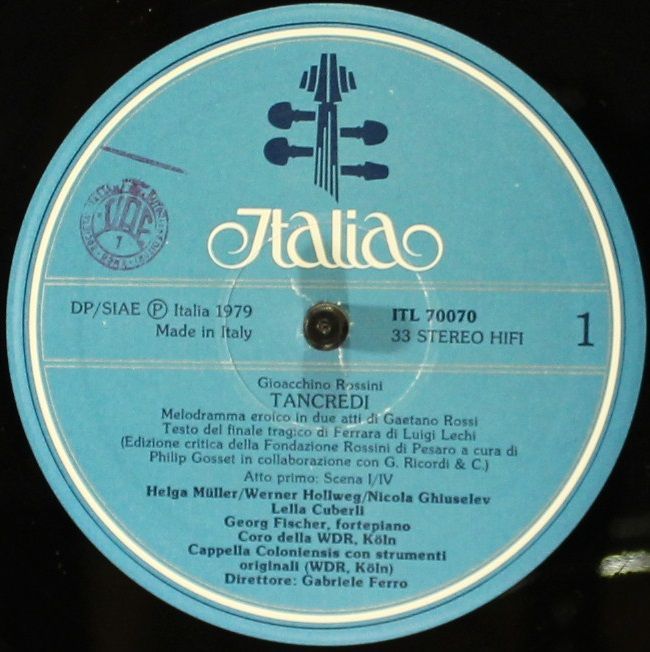 Italia
DP/SIAE Ⓟ Italia 1979
Made in Italy
ITL 70070
33 STEREO HIFI
1
Gioacchino Rossini
TANCREDI
Melodramma eroico in due atti di Gaetano Rossi
Testo del finale tragico di Ferrara di Luigi Lechi
(Edizione critica della Fondazione Rossini di Pesaro a cura di
Philip Gosset in collaborazione con G. Ricordi & C.)
Atto primo: Scena I/IV
Helga Müller/Werner Hollweg/Nicola Ghiuselev
Lella Cuberli
Georg Fischer, fortepiano
Coro della WDR, Köln
Cappella Coloniensis con strumenti
originali (WDR, Köln)
Direttore: Gabriele Ferro